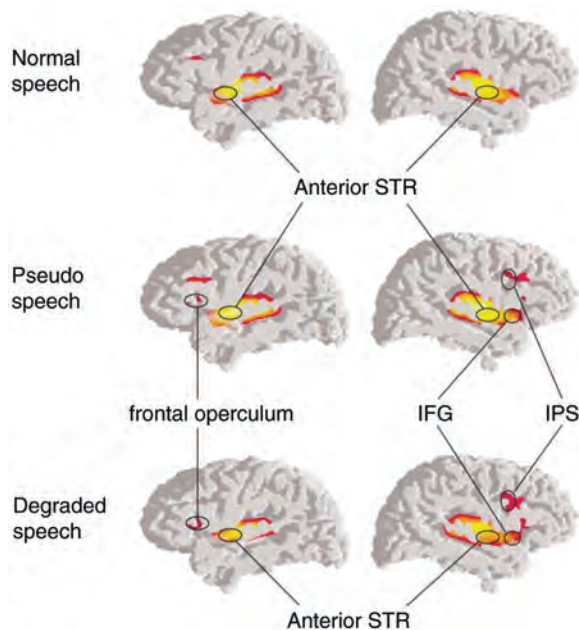 Normal
speech
Anterior STR
Pseudo
speech
frontal operculum
IFG
IPS
Degraded
speech
Anterior STR